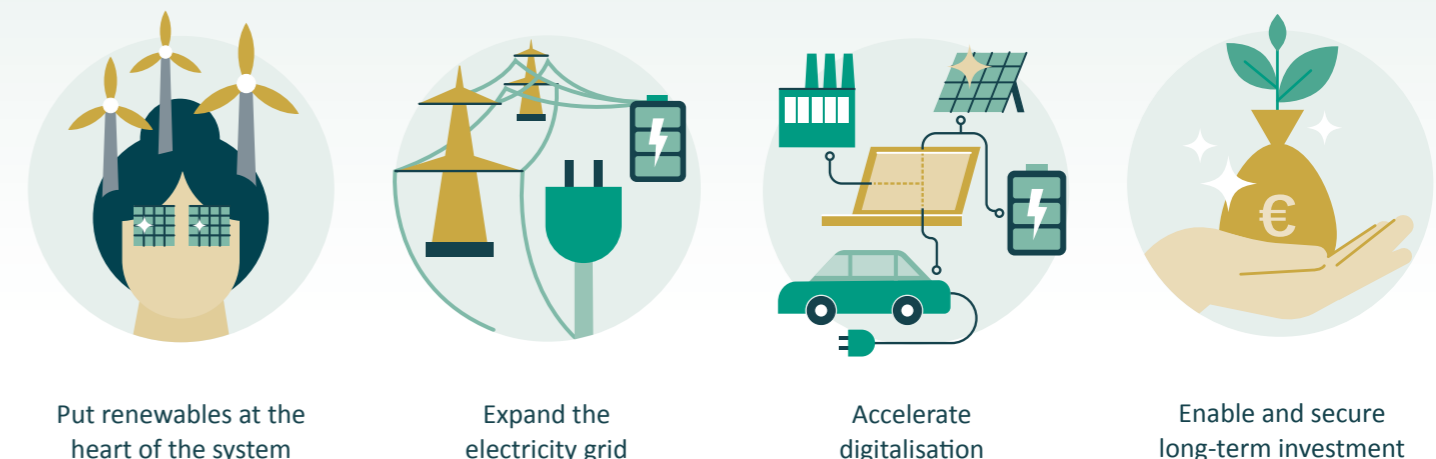 €
Put renewables at the
heart of the system
Expand the
electricity grid
Accelerate
digitalisation
Enable and secure
long-term investment